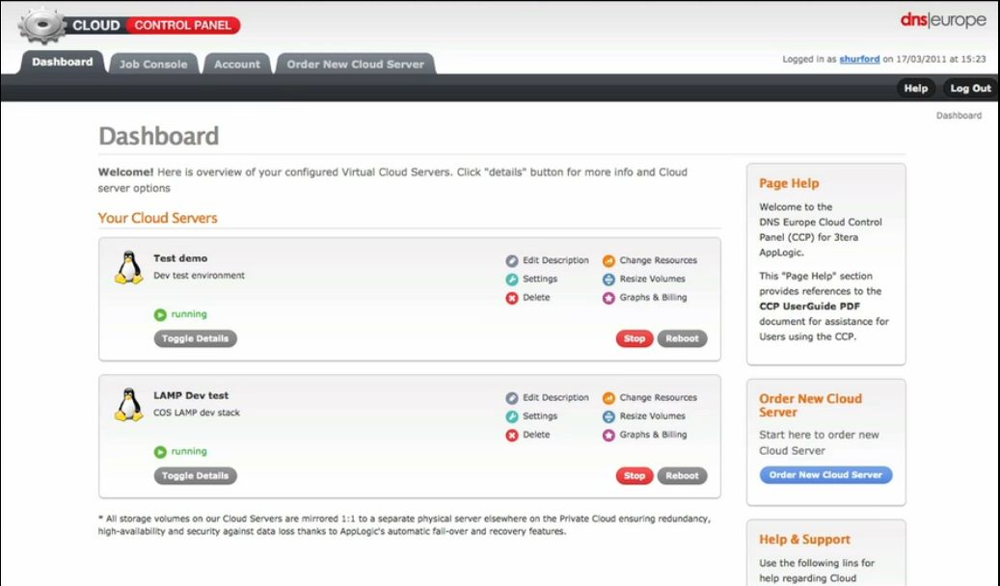 CLOUD CONTROL PANEL
dns|europe
Dashboard
Job Console
Account
Order New Cloud Server
Logged in as shurford on 17/03/2011 at 15:23
Help
Log Out
Dashboard
Dashboard
Welcome! Here is overview of your configured Virtual Cloud Servers. Click "details" button for more info and Cloud
server options
Your Cloud Servers
Test demo
Dev test environment
running
Toggle Details
Edit Description
Change Resources
Settings
Resize Volumes
Delete
Graphs & Billing
Stop
Reboot
LAMP Dev test
COS LAMP dev stack
running
Toggle Details
Edit Description
Change Resources
Settings
Resize Volumes
Delete
Graphs & Billing
Stop
Reboot
* All storage volumes on our Cloud Servers are mirrored 1:1 to a separate physical server elsewhere on the Private Cloud ensuring redundancy,
high-availability and security against data loss thanks to AppLogic's automatic fail-over and recovery features.
Page Help
Welcome to the
DNS Europe Cloud Control
Panel (CCP) for 3tera
AppLogic.
This "Page Help" section
provides references to the
CCP UserGuide PDF
document for assistance for
Users using the CCP.
Order New Cloud
Server
Start here to order new
Cloud Server
Order New Cloud Server
Help & Support
Use the following lins for
help regarding Cloud